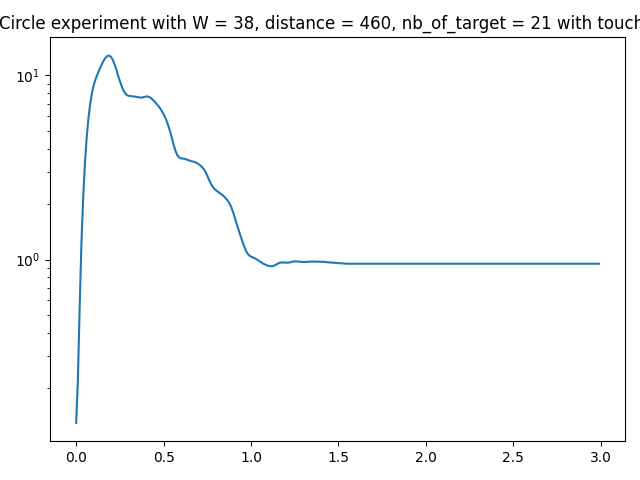 Circle experiment with W = 38, distance = 460, nb_of_target = 21 with touch
10¹
10⁰
0.0 0.5 1.0 1.5 2.0 2.5 3.0